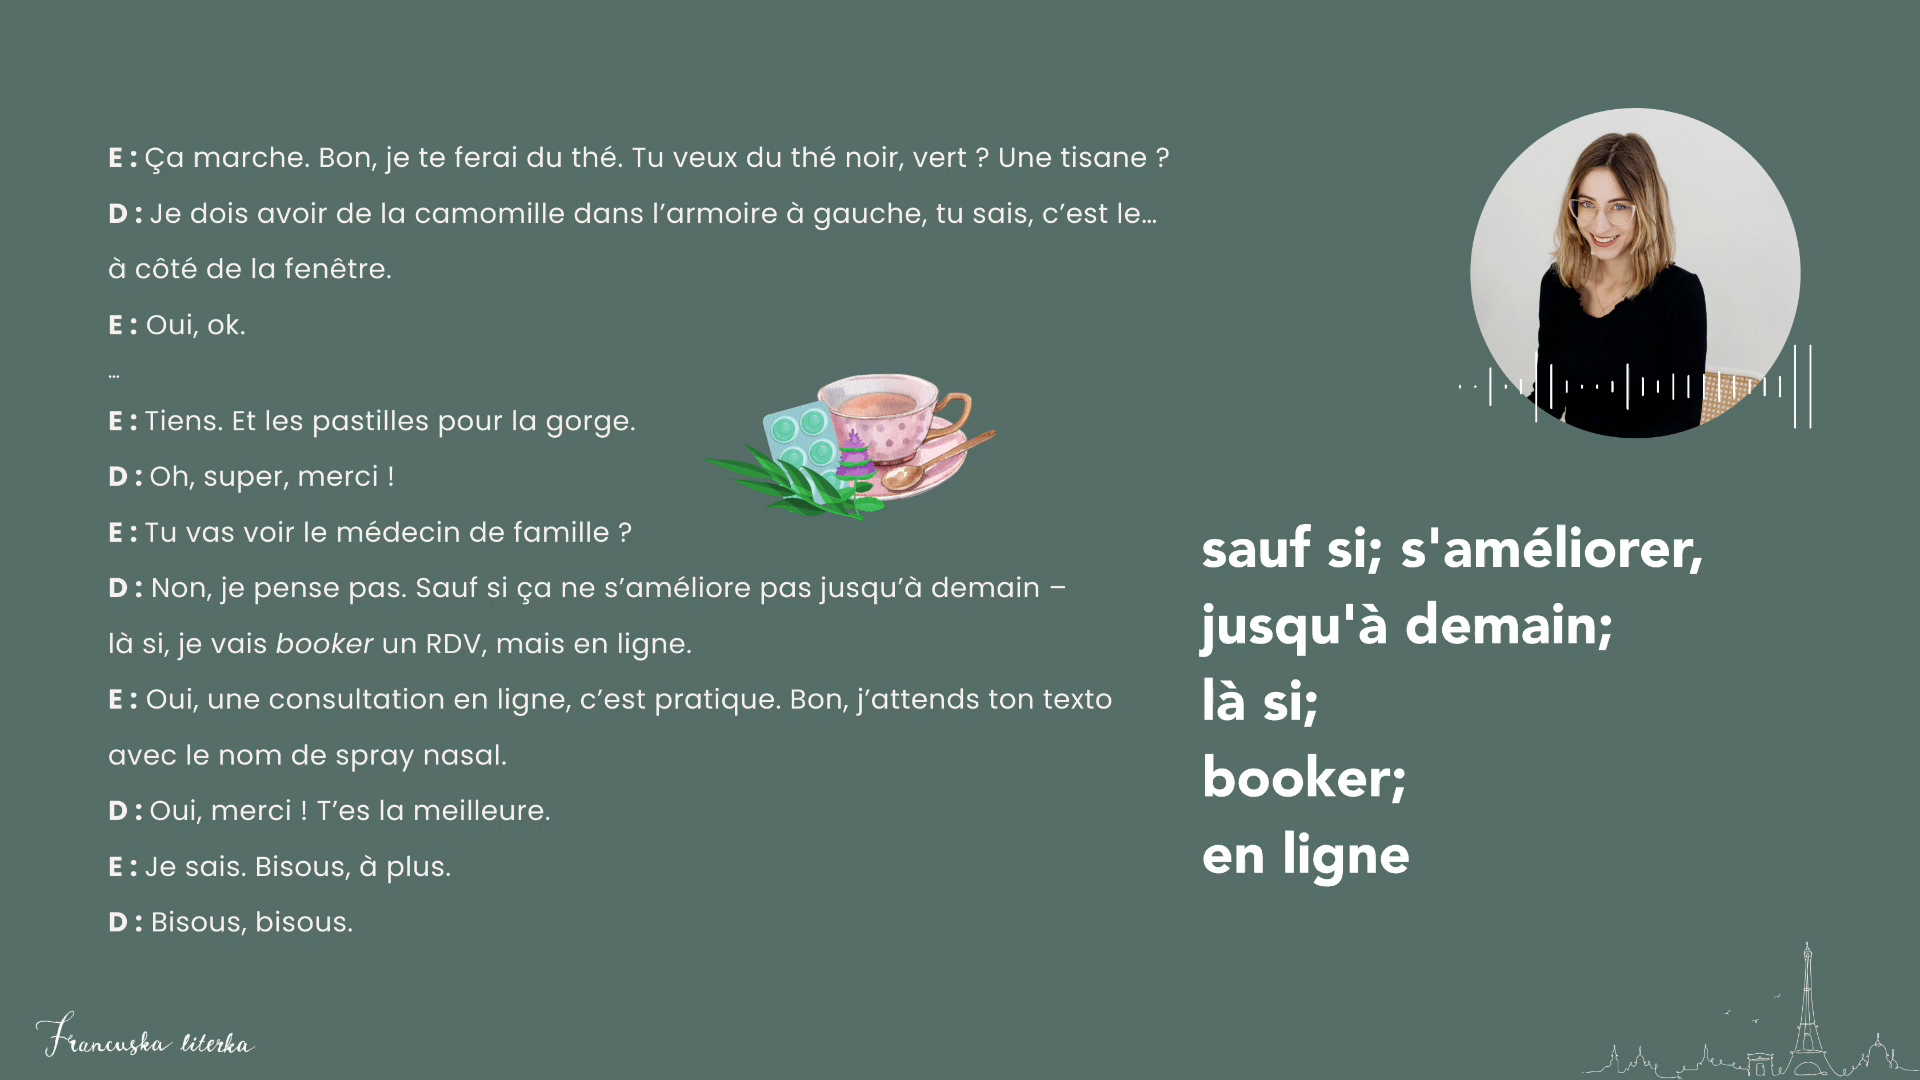 E : Ça marche. Bon, je te ferai du thé. Tu veux du thé noir, vert ? Une tisane ?
D : Je dois avoir de la camomille dans l’armoire à gauche, tu sais, c’est le…
à côté de la fenêtre.
E : Oui, ok.
…
E : Tiens. Et les pastilles pour la gorge.
D : Oh, super, merci !
E : Tu vas voir le médecin de famille ?
D : Non, je pense pas. Sauf si ça ne s’améliore pas jusqu’à demain –
là si, je vais booker un RDV, mais en ligne.
E : Oui, une consultation en ligne, c’est pratique. Bon, j’attends ton texto
avec le nom de spray nasal.
D : Oui, merci ! T’es la meilleure.
E : Je sais. Bisous, à plus.
D : Bisous, bisous.
sauf si; s'améliorer,
jusqu'à demain;
là si;
booker;
en ligne
Francuska literka